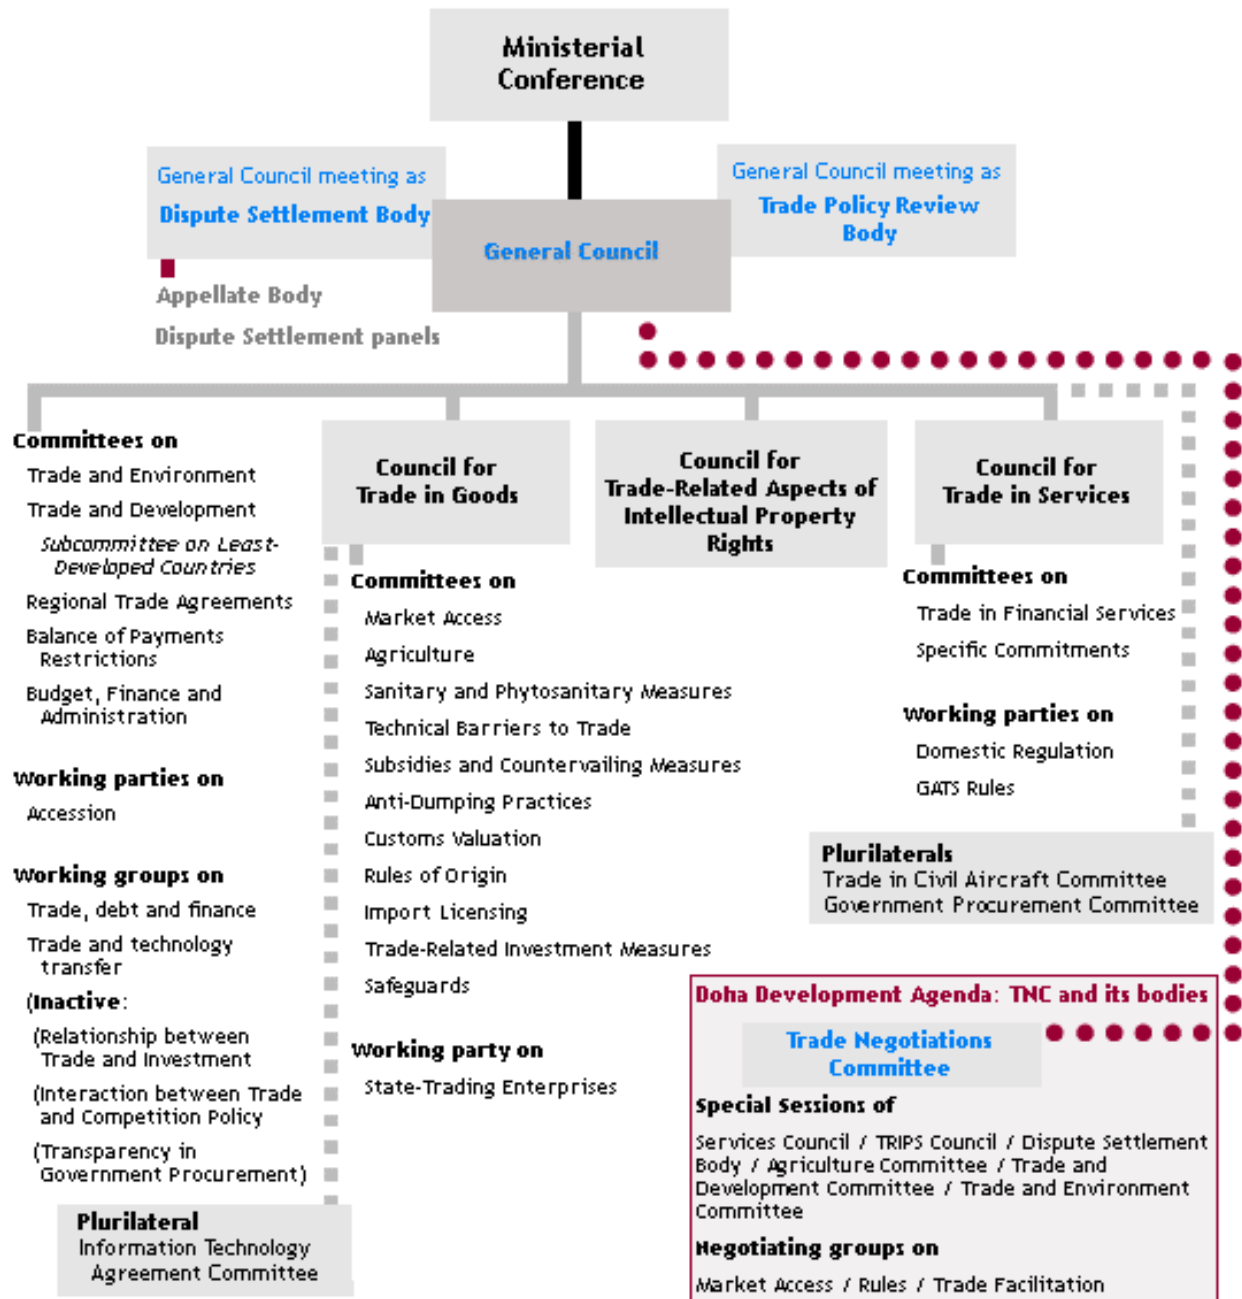 Ministerial
Conference
General Council meeting as
Dispute Settlement Body
General Council meeting as
Trade Policy Review
Body
General Council
Appellate Body
Dispute Settlement panels
Committees on
Trade and Environment
Trade and Development
Subcommittee on Least-
Developed Countries
Regional Trade Agreements
Balance of Payments
Restrictions
Budget, Finance and
Administration
Working parties on
Accession
Working groups on
Trade, debt and finance
Trade and technology
transfer
(Inactive:
(Relationship between
Trade and Investment
(Interaction between Trade
and Competition Policy
(Transparency in
Government Procurement)
Plurilateral
Information Technology
Agreement Committee
Council for
Trade in Goods
Committees on
Market Access
Agriculture
Sanitary and Phytosanitary Measures
Technical Barriers to Trade
Subsidies and Countervailing Measures
Anti-Dumping Practices
Customs Valuation
Rules of Origin
Import Licensing
Trade-Related Investment Measures
Safeguards
Working party on
State-Trading Enterprises
Council for
Trade-Related Aspects of
Intellectual Property
Rights
Council for
Trade in Services
Committees on
Trade in Financial Services
Specific Commitments
Working parties on
Domestic Regulation
GATS Rules
Plurilaterals
Trade in Civil Aircraft Committee
Government Procurement Committee
Doha Development Agenda: TNC and its bodies
Trade Negotiations
Committee
Special Sessions of
Services Council / TRIPS Council / Dispute Settlement
Body / Agriculture Committee / Trade and
Development Committee / Trade and Environment
Committee
Negotiating groups on
Market Access / Rules / Trade Facilitation